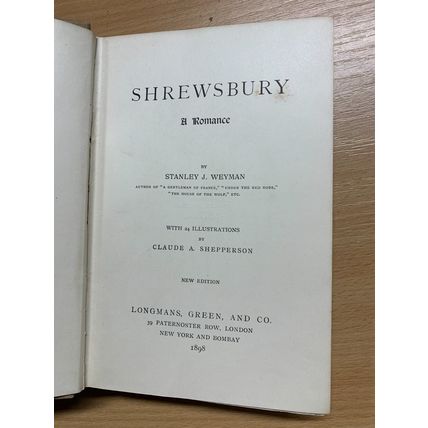 SHREWSBURY
A Romance
BY
STANLEY J. WEYMAN
AUTHOR OF "A GENTLEMAN OF FRANCE," "UNDER THE RED ROBE,"
"THE HOUSE OF THE WOLF," ETC.
WITH 24 ILLUSTRATIONS
BY
CLAUDE A. SHEPPERSON
NEW EDITION
LONGMANS, GREEN, AND CO.
39 PATERNOSTER ROW, LONDON
NEW YORK AND BOMBAY
1898